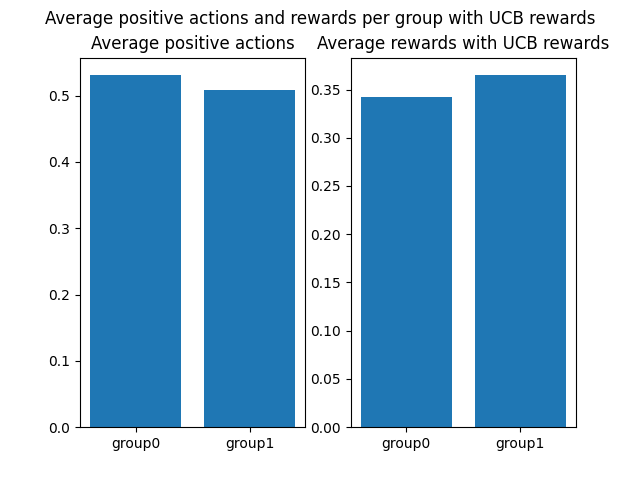 Average positive actions and rewards per group with UCB rewards
Average positive actions
0.5
0.4
0.3
0.2
0.1
0.0
group0 group1
Average rewards with UCB rewards
0.35
0.30
0.25
0.20
0.15
0.10
0.05
0.00
group0 group1